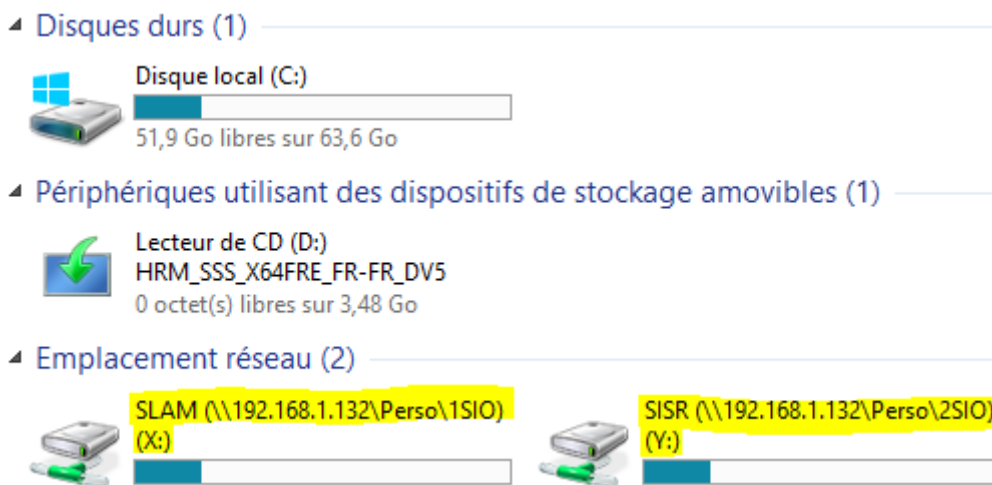 Disques durs (1)
Disque local (C:)
51,9 Go libres sur 63,6 Go
Périphériques utilisant des dispositifs de stockage amovibles (1)
Lecteur de CD (D:)
HRM_SSS_X64FRE_FR-FR_DV5
0 octet(s) libres sur 3,48 Go
Emplacement réseau (2)
SLAM (\\192.168.1.132\Perso\1SIO)
(X:)
SISR (\\192.168.1.132\Perso\2SIO)
(Y:)